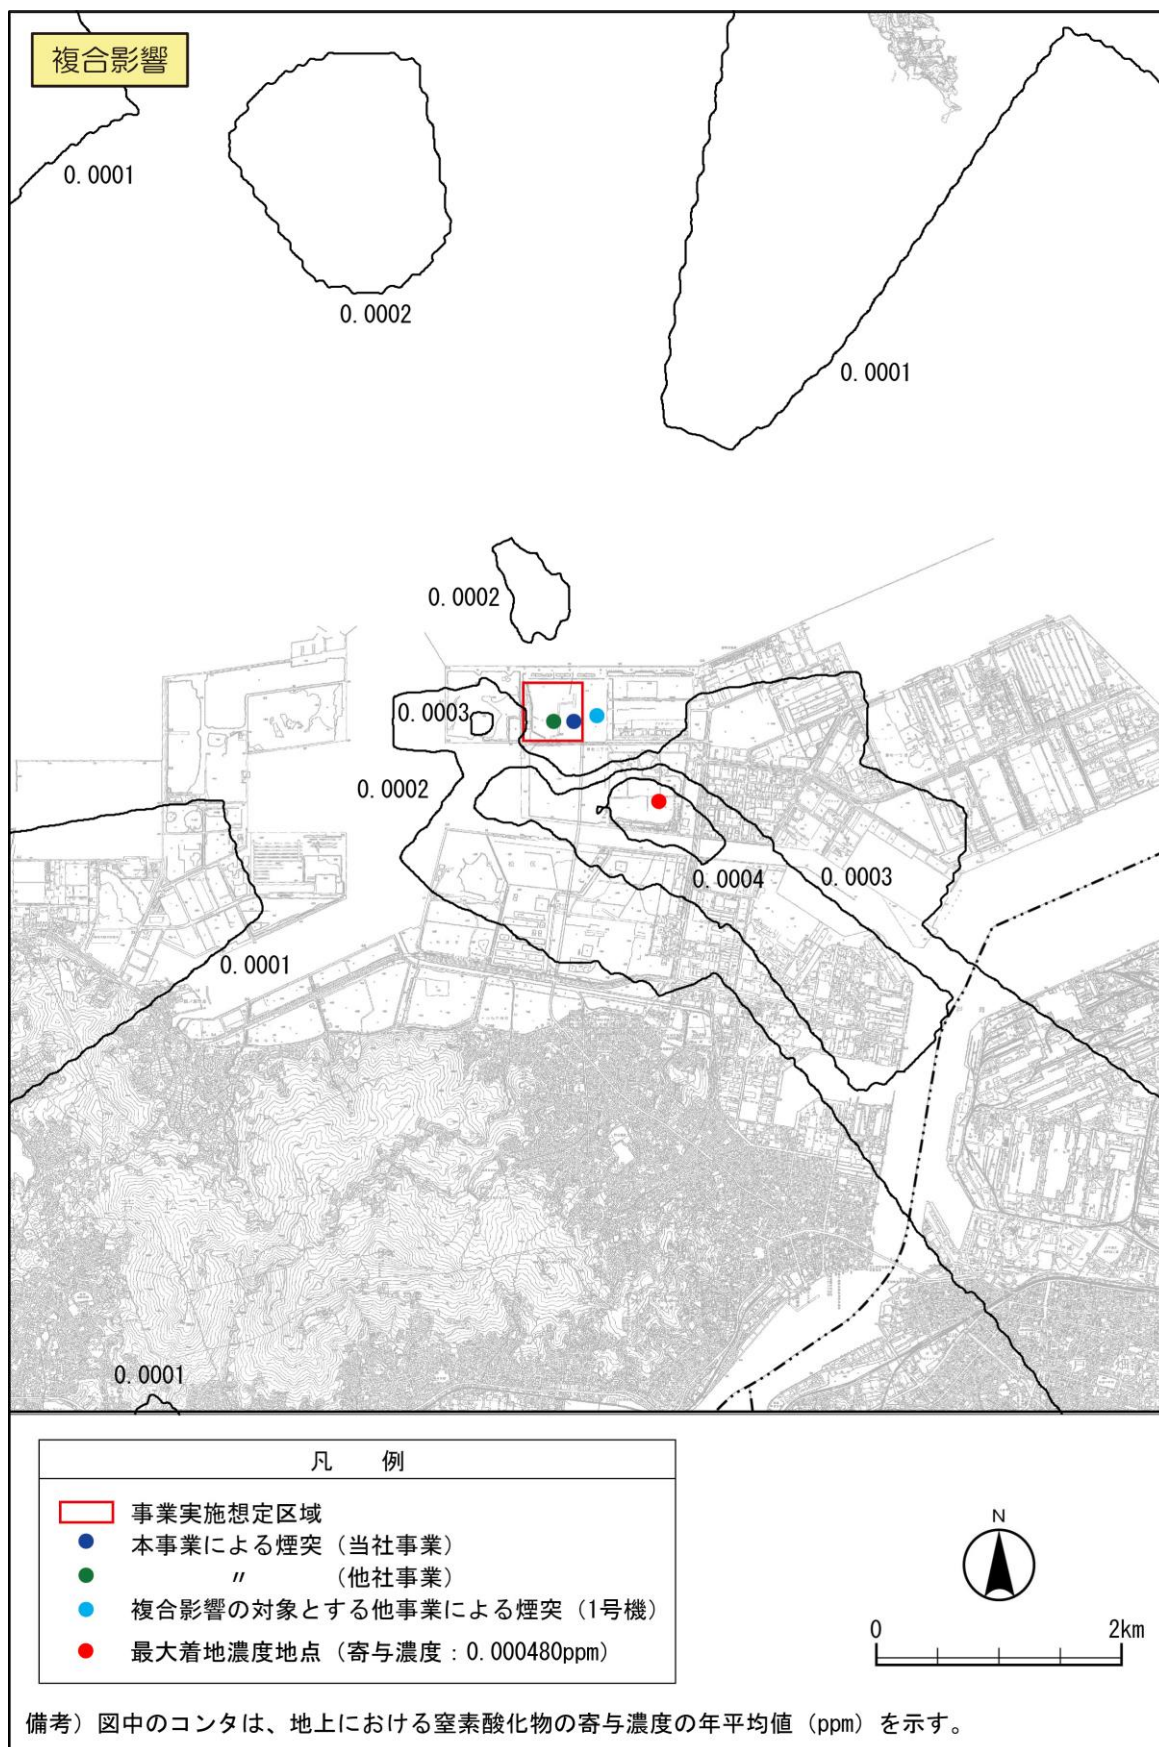 複合影響
0.0001
0.0002
0.0001
0.0002
0.0003
0.0002
0.0004
0.0003
0.0001
0.0001
凡 例
事業実施想定区域
本事業による煙突（当社事業）
〃 （他社事業）
複合影響の対象とする他事業による煙突（1号機）
最大着地濃度地点（寄与濃度：0.000480ppm）
N
0 2km
備考）図中のコンタは、地上における窒素酸化物の寄与濃度の年平均値（ppm）を示す。